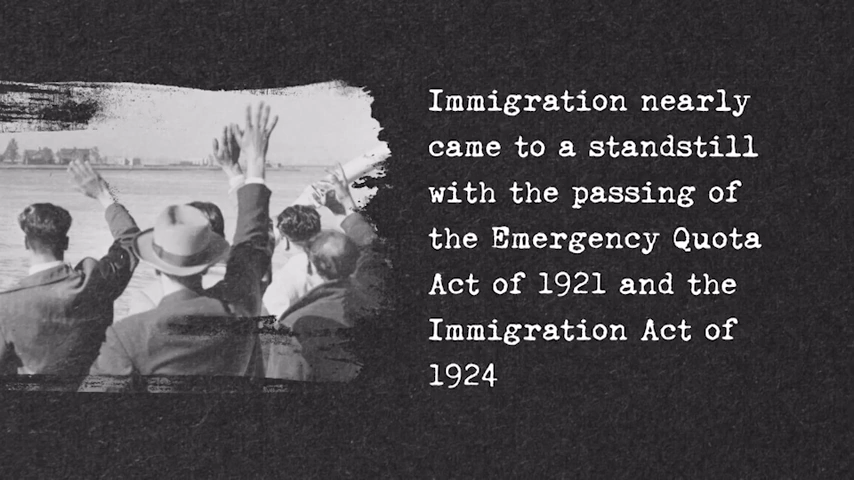 Immigration nearly
came to a standstill
with the passing of
the Emergency Quota
Act of 1921 and the
Immigration Act of
1924